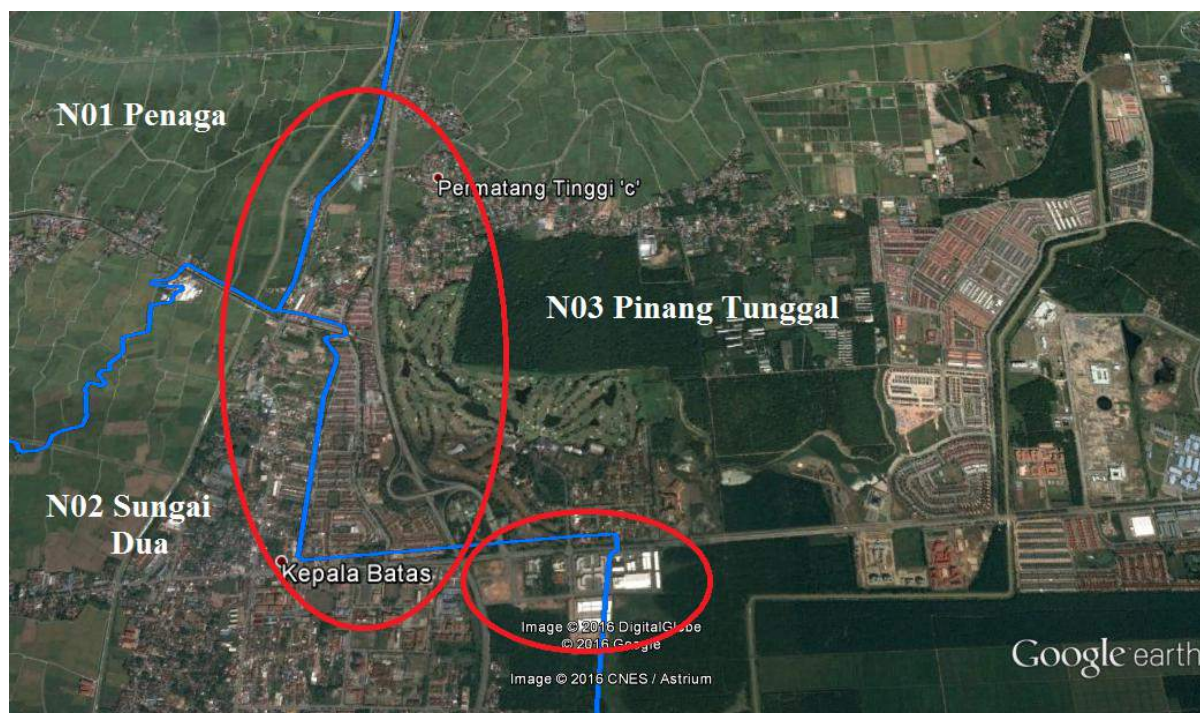 N01 Penaga
Permatang Tinggi 'c'
N03 Pinang Tunggal
N02 Sungai
Dua
Kepala Batas
Image © 2016 DigitalGlobe
© 2016 Google
Image © 2016 CNES / Astrium
Google earth